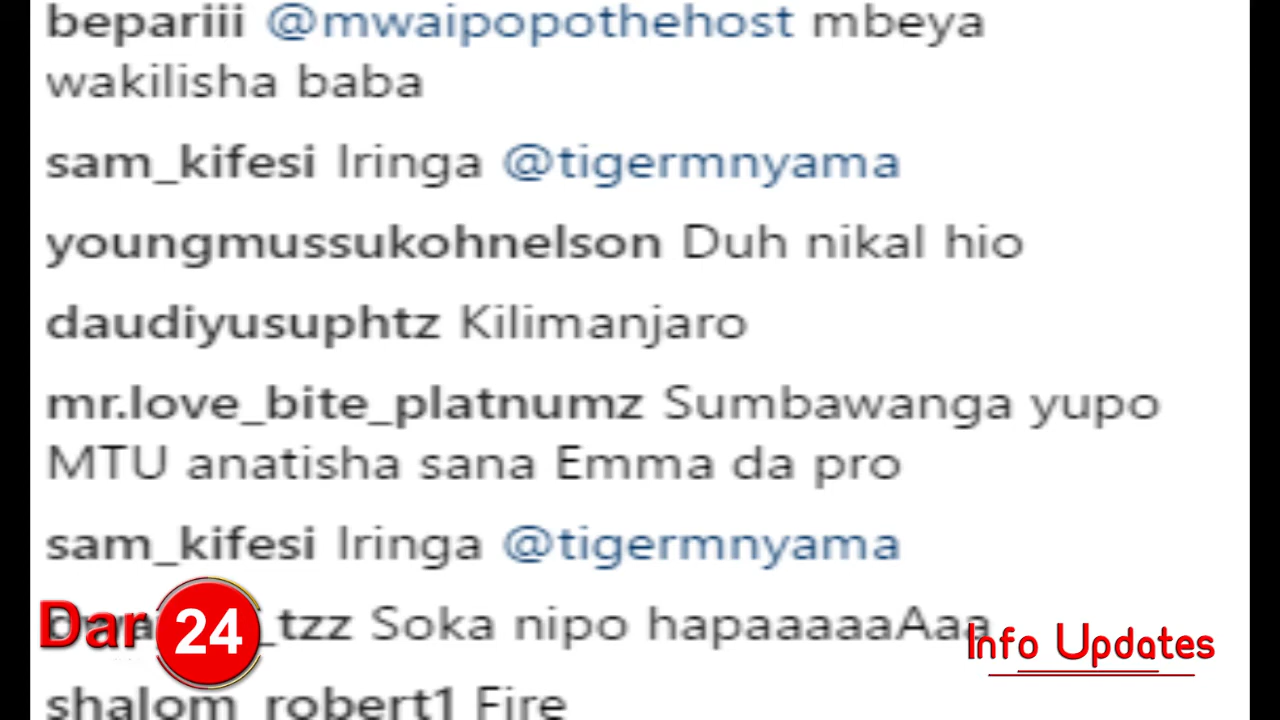 bepariii @mwaipopothehost mbeya
wakilisha baba
sam_kifesi Iringa @tigermnyama
youngmussukohnelson Duh nikal hio
daudiyusuphtz Kilimanjaro
mr.love_bite_platnumz Sumbawanga yupo
MTU anatisha sana Emma da pro
sam_kifesi Iringa @tigermnyama
_tzz Soka nipo hapaaaaaAaa
Dar 24
Info Updates
shalom_robert1 Fire